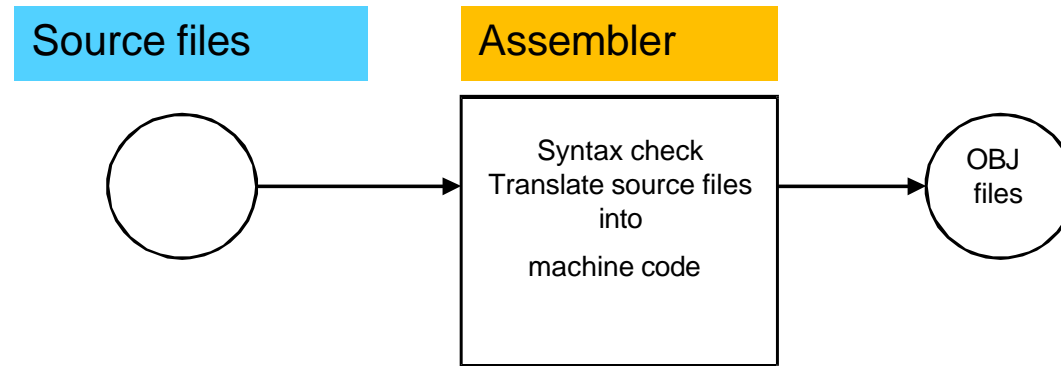 Source files
Assembler
Syntax check
Translate source files
into
machine code
OBJ
files